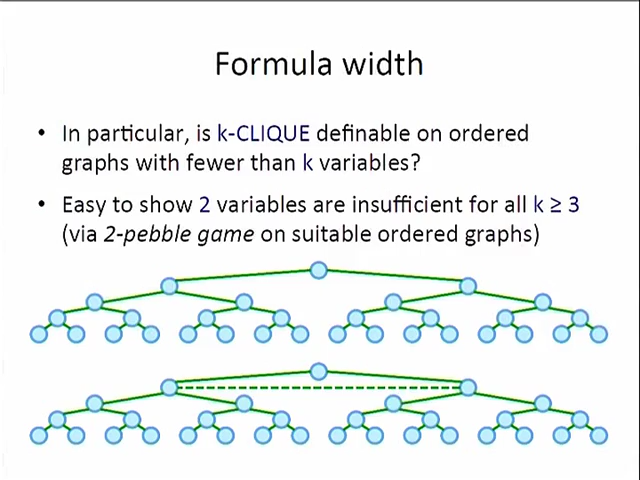 Formula width
• In particular, is k-CLIQUE definable on ordered
graphs with fewer than k variables?
• Easy to show 2 variables are insufficient for all k ≥ 3
(via 2-pebble game on suitable ordered graphs)